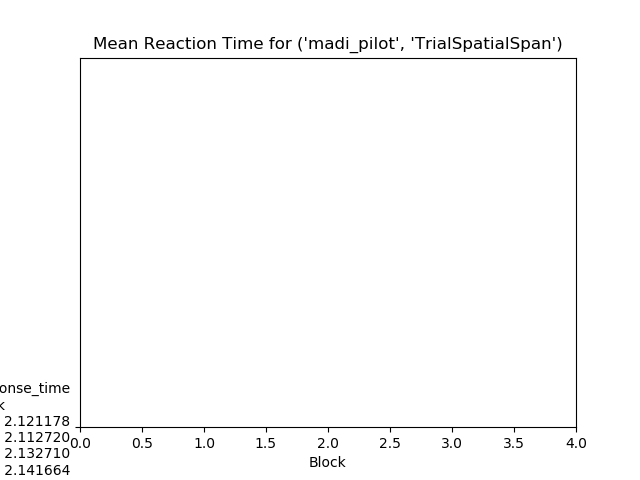 Mean Reaction Time for ('madi_pilot', 'TrialSpatialSpan')
onse_time
k
2.121178
2.112720
2.132710
2.141664
0.0 0.5 1.0 1.5 2.0 2.5 3.0 3.5 4.0
Block